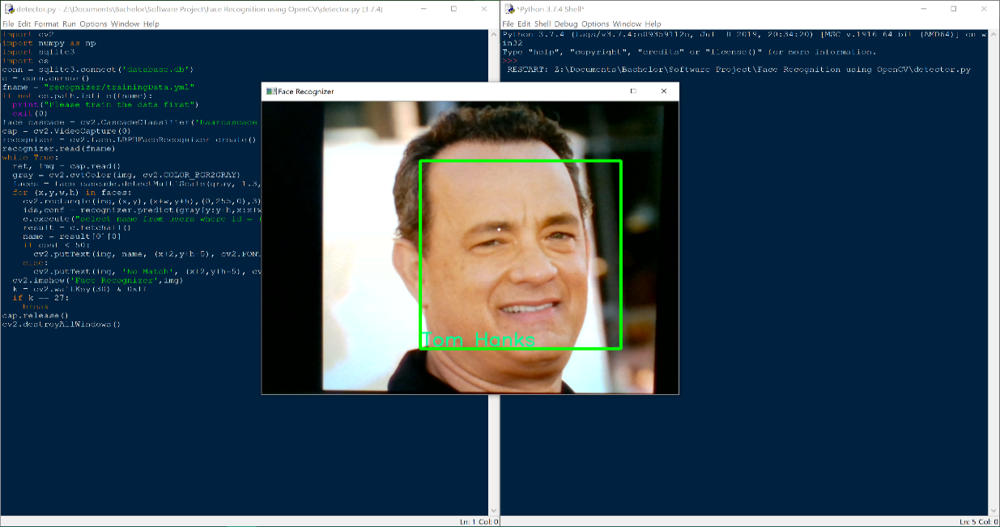 detector.py - Z:\Documents\Bachelor\Software Project\Face Recognition using OpenCV\detector.py (3.7.4)
File Edit Format Run Options Window Help
import cv2
import numpy as np
import sqlite3
import os
conn = sqlite3.connect('database.db')
c = conn.cursor()
fname = "recognizer/trainingData.yml"
if not os.path.isfile(fname):
  print("Please train the data first")
  exit(0)
face_cascade = cv2.CascadeClassifier('haarcascade
cap = cv2.VideoCapture(0)
recognizer = cv2.face.LBPHFaceRecognizer_create()
recognizer.read(fname)
while True:
  ret, img = cap.read()
  gray = cv2.cvtColor(img, cv2.COLOR_BGR2GRAY)
  faces = face_cascade.detectMultiScale(gray, 1.3,
  for (x,y,w,h) in faces:
    cv2.rectangle(img,(x,y),(x+w,y+h),(0,255,0),3)
    ids,conf = recognizer.predict(gray[y:y+h,x:x+w
    c.execute("select name from users where id = (
    result = c.fetchall()
    name = result[0][0]
    if conf < 50:
      cv2.putText(img, name, (x+2,y+h-5), cv2.FONT
    else:
      cv2.putText(img, 'No Match', (x+2,y+h-5), cv
  cv2.imshow('Face Recognizer',img)
  k = cv2.waitKey(30) & 0xff
  if k == 27:
    break
cap.release()
cv2.destroyAllWindows()
Ln: 1 Col: 0
Face Recognizer
Tom Hanks
*Python 3.7.4 Shell*
File Edit Shell Debug Options Window Help
Python 3.7.4 (tags/v3.7.4:e09359112e, Jul  8 2019, 20:34:20) [MSC v.1916 64 bit (AMD64)] on w
in32
Type "help", "copyright", "credits" or "license()" for more information.
>>>
 RESTART: Z:\Documents\Bachelor\Software Project\Face Recognition using OpenCV\detector.py
Ln: 5 Col: 0